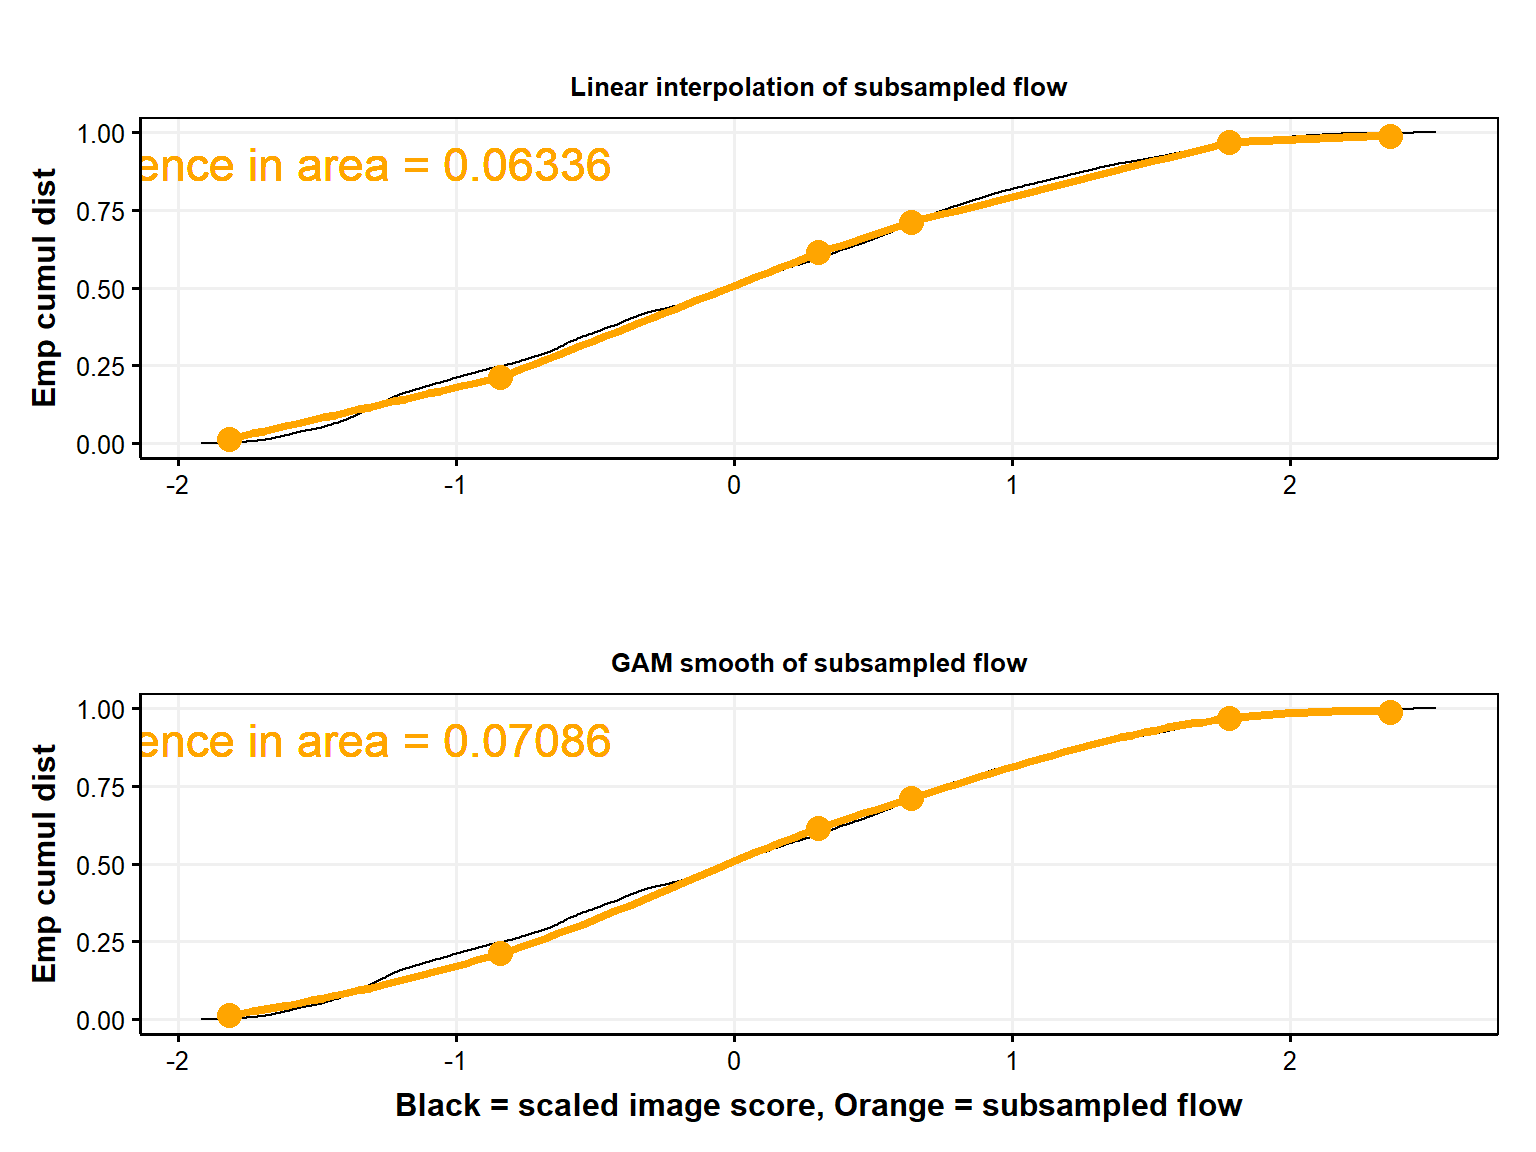 Linear interpolation of subsampled flow
ence in area = 0.06336
Emp cumul dist
1.00
0.75
0.50
0.25
0.00
-2 -1 0 1 2
GAM smooth of subsampled flow
ence in area = 0.07086
Emp cumul dist
1.00
0.75
0.50
0.25
0.00
-2 -1 0 1 2
Black = scaled image score, Orange = subsampled flow